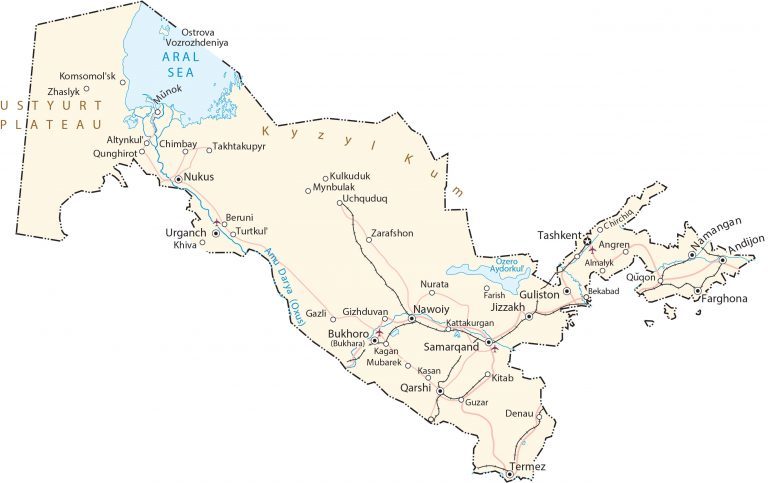 Ostrova
Vozrozhdeniya
ARAL
SEA
Komsomol'sk
Zhaslyk
Mŭnok
USTYURT
PLATEAU
Kyzyl Kum
Altynkul'
Chimbay
Takhtakupyr
Qunghirot
Nukus
Kulkuduk
Mynbulak
Uchquduq
Beruni
Urganch
Turtkul'
Khiva
Zarafshon
Amu Darya (Oxus)
Chirchiq
Tashkent
Namangan
Angren
Andijon
Almalyk
Ozero
Aydorkul'
Qŭqon
Nurata
Farish
Guliston
Bekabad
Farghona
Gazli
Gizhduvan
Nawoiy
Jizzakh
Kattakurgan
Bukhoro
(Bukhara)
Kagan
Samarqand
Mubarek
Kasan
Kitab
Qarshi
Guzar
Denau
Termez